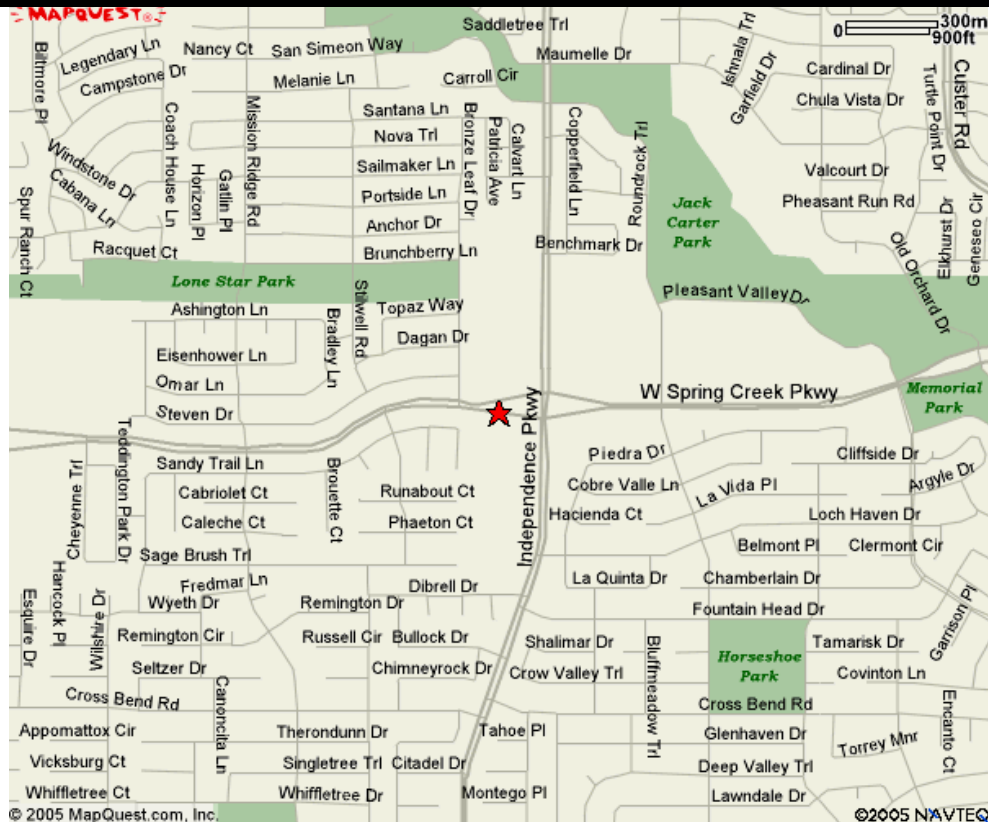 MAPQUEST®
Saddletree Trl
300m
0
900ft
Biltmore Pl
Legendary Ln
Nancy Ct
San Simeon Way
Maumelle Dr
Ishnala Trl
Garfield Dr
Cardinal Dr
Custer Rd
Campstone Dr
Melanie Ln
Carroll Cir
Turtle Point Dr
Chula Vista Dr
Coach House Ln
Mission Ridge Rd
Santana Ln
Bronze Leaf Dr
Patricia Ave
Calvart Ln
Copperfield Ln
Roundrock Trl
Nova Trl
Windstone Dr
Sailmaker Ln
Valcourt Dr
Cabana Ln
Horizon Pl
Gatlin Pl
Portside Ln
Pheasant Run Rd
Spur Ranch Ct
Jack
Carter
Park
Elkhurst Dr
Geneseo Cir
Anchor Dr
Racquet Ct
Brunchberry Ln
Benchmark Dr
Old Orchard Dr
Lone Star Park
Stilwell Rd
Pleasant Valley Dr
Ashington Ln
Bradley Ln
Topaz Way
Dagan Dr
Eisenhower Ln
Omar Ln
Independence Pkwy
W Spring Creek Pkwy
Memorial
Park
Steven Dr
Teddington Park Dr
Cheyenne Trl
Sandy Trail Ln
Brouette Ct
Piedra Dr
Cliffside Dr
Argyle Dr
Cabriolet Ct
Runabout Ct
Cobre Valle Ln
La Vida Pl
Caleche Ct
Phaeton Ct
Hacienda Ct
Loch Haven Dr
Sage Brush Trl
Belmont Pl
Clermont Cir
Hancock Pl
Fredmar Ln
Dibrell Dr
La Quinta Dr
Chamberlain Dr
Esquire Dr
Whistler Dr
Wyeth Dr
Remington Dr
Fountain Head Dr
Garrison Pl
Remington Cir
Russell Cir
Bullock Dr
Shalimar Dr
Bluffmeadow Trl
Horseshoe
Park
Tamarisk Dr
Seltzer Dr
Chimneyrock Dr
Crow Valley Trl
Covinton Ln
Cross Bend Rd
Canoncita Ln
Cross Bend Rd
Encanto Ct
Appomattox Cir
Therondunn Dr
Tahoe Pl
Glenhaven Dr
Torrey Mnr
Vicksburg Ct
Singletree Trl
Citadel Dr
Deep Valley Trl
Whiffletree Ct
Whiffletree Dr
Montego Pl
Lawndale Dr
© 2005 MapQuest.com, Inc.
©2005 NAVTEQ